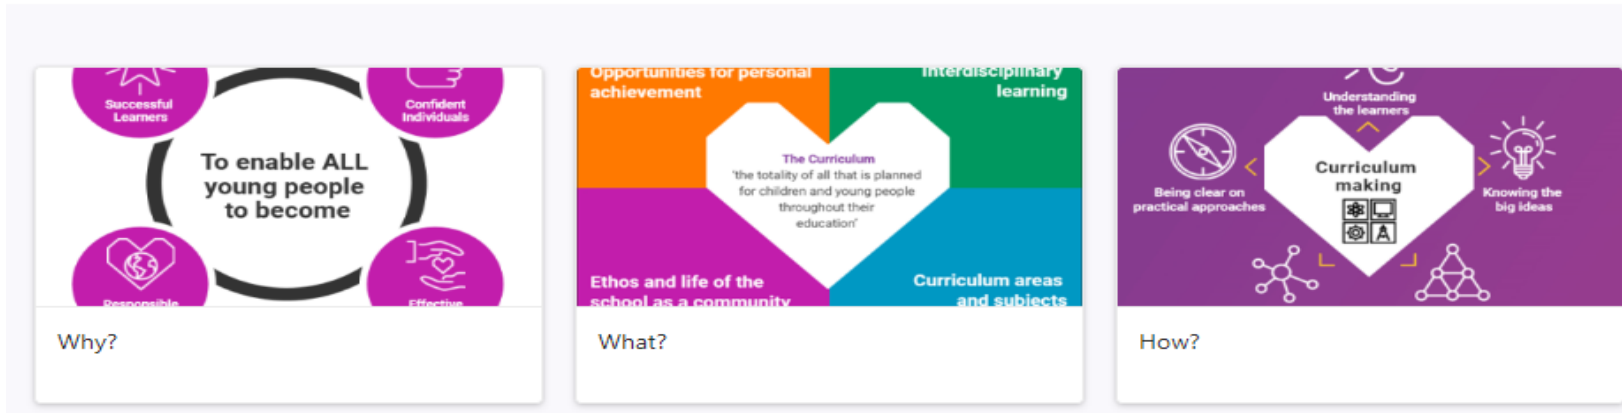 Successful
Learners
Confident
Individuals
To enable ALL
young people
to become
Responsible
Effective
Why?
Opportunities for personal
achievement
Interdisciplinary
learning
The Curriculum
'the totality of all that is planned
for children and young people
throughout their
education'
Ethos and life of the
school as a community
Curriculum areas
and subjects
What?
Understanding
the learners
Curriculum
making
Being clear on
practical approaches
Knowing the
big ideas
How?